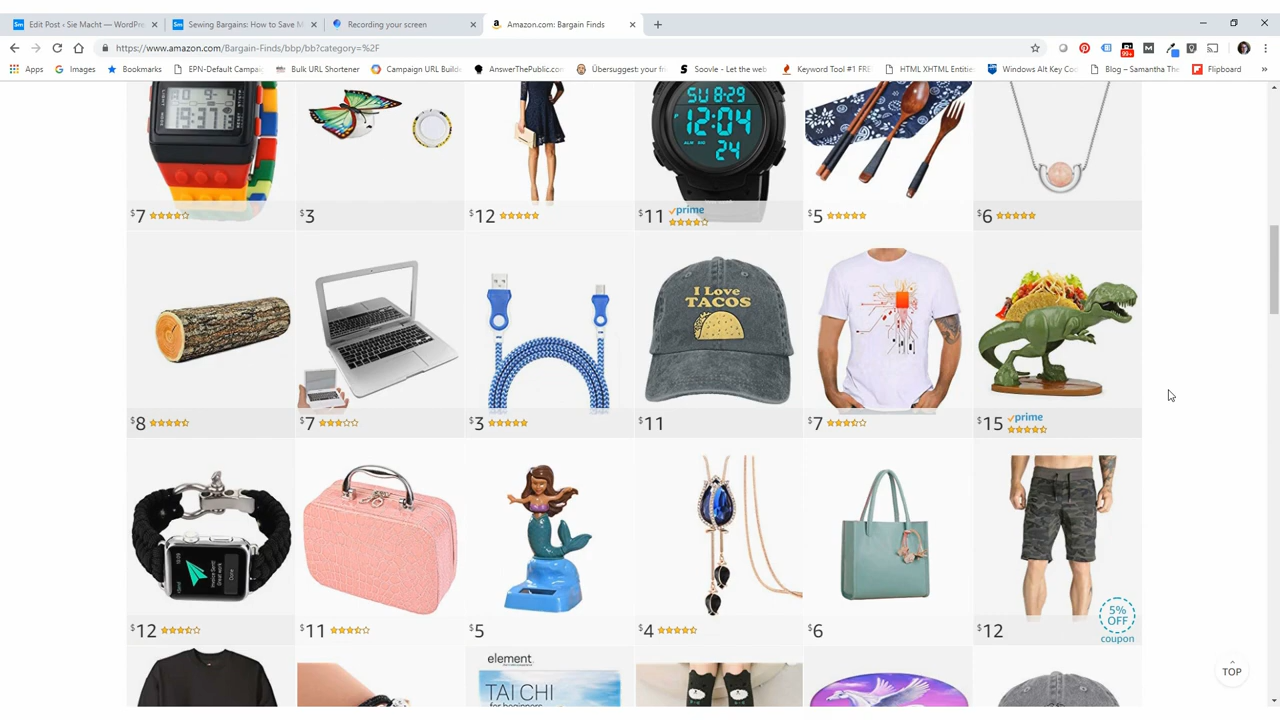 Edit Post ‹ Sie Macht — WordPre
Sewing Bargains: How to Save M
Recording your screen
Amazon.com: Bargain Finds
https://www.amazon.com/Bargain-Finds/bbp/bb?category=%2F
99+
Apps
Images
Bookmarks
EPN-Default Campai
Bulk URL Shortener
Campaign URL Build
AnswerThePublic.co
Übersuggest: your fr
Soovle - Let the web
Keyword Tool #1 FRE
HTML XHTML Entitie
Windows Alt Key Co
Blog – Samantha The
Flipboard
»
SU 8-29
12:04
24
$7
$3
$12
$11 prime
$5
$6
I Love
TACOS
$8
$7
$3
$11
$7
$15 prime
5%
OFF
coupon
$12
$11
$5
$4
$6
$12
TOP
element.
TAI CHI
for beginners